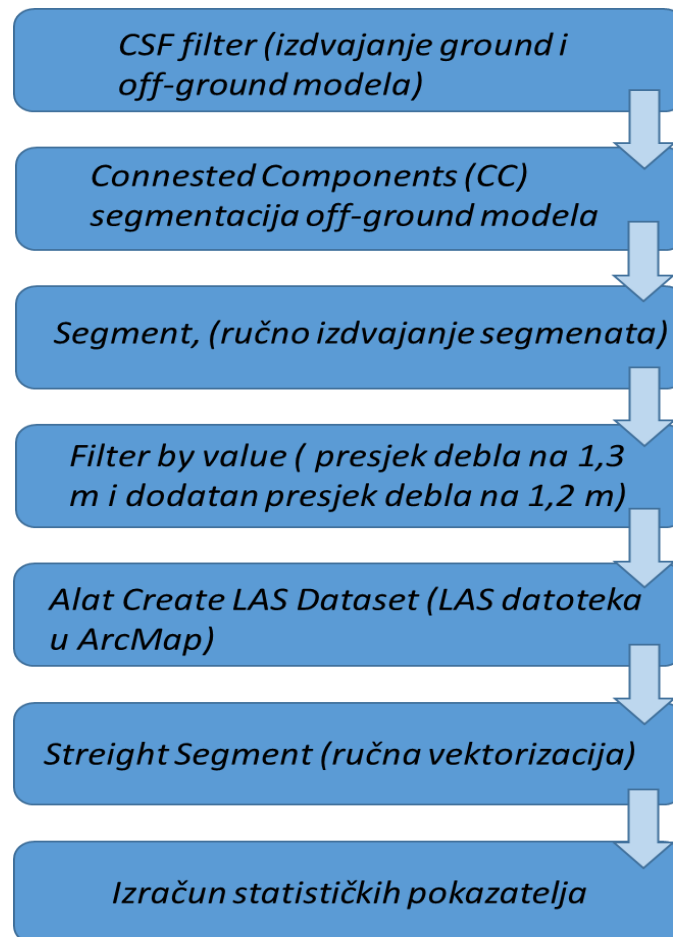 CSF filter (izdvajanje ground i
off-ground modela)
Connested Components (CC)
segmentacija off-ground modela
Segment, (ručno izdvajanje segmenata)
Filter by value ( presjek debla na 1,3
m i dodatan presjek debla na 1,2 m)
Alat Create LAS Dataset (LAS datoteka
u ArcMap)
Streight Segment (ručna vektorizacija)
Izračun statističkih pokazatelja